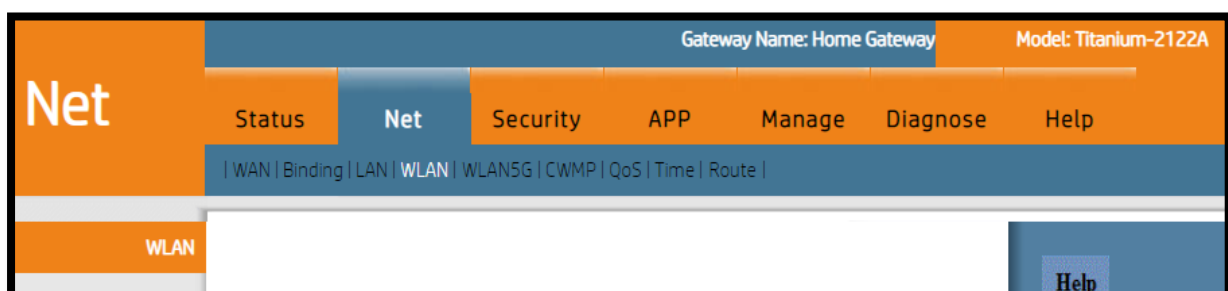 Gateway Name: Home Gateway Model: Titanium-2122A
Net
Status Net Security APP Manage Diagnose Help
| WAN | Binding | LAN | WLAN | WLAN5G | CWMP | QoS | Time | Route |
WLAN
Help